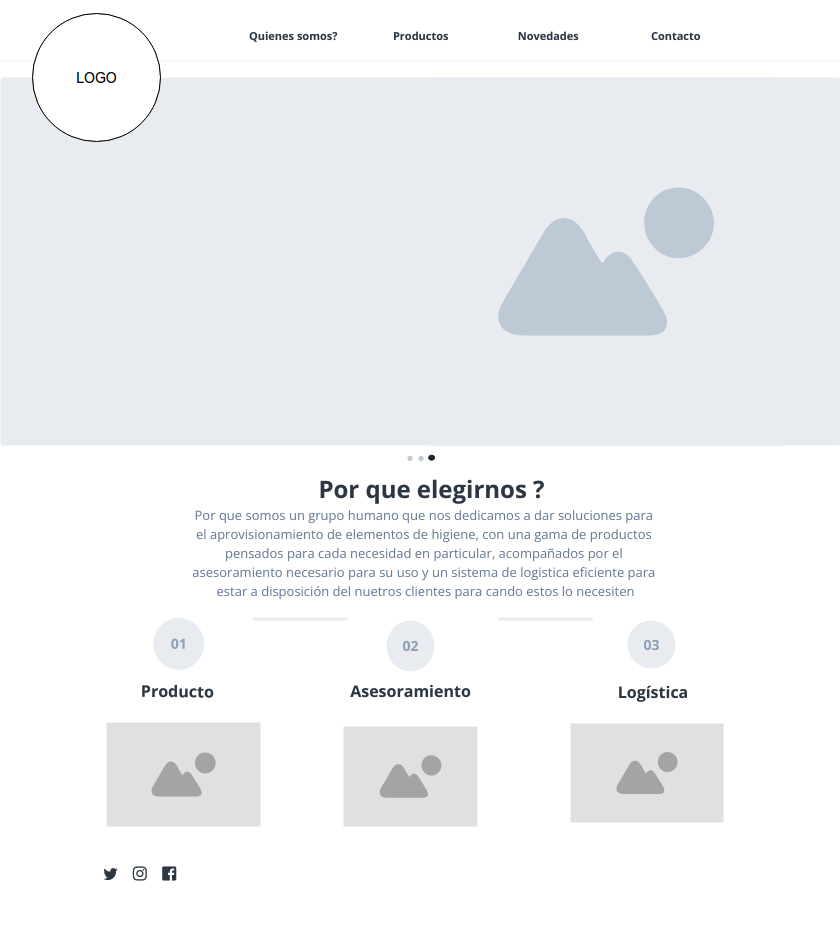 Quienes somos?
Productos
Novedades
Contacto
LOGO
Por que elegirnos ?
Por que somos un grupo humano que nos dedicamos a dar soluciones para
el aprovisionamiento de elementos de higiene, con una gama de productos
pensados para cada necesidad en particular, acompañados por el
asesoramiento necesario para su uso y un sistema de logistica eficiente para
estar a disposición del nuetros clientes para cando estos lo necesiten
01
02
03
Producto
Asesoramiento
Logística